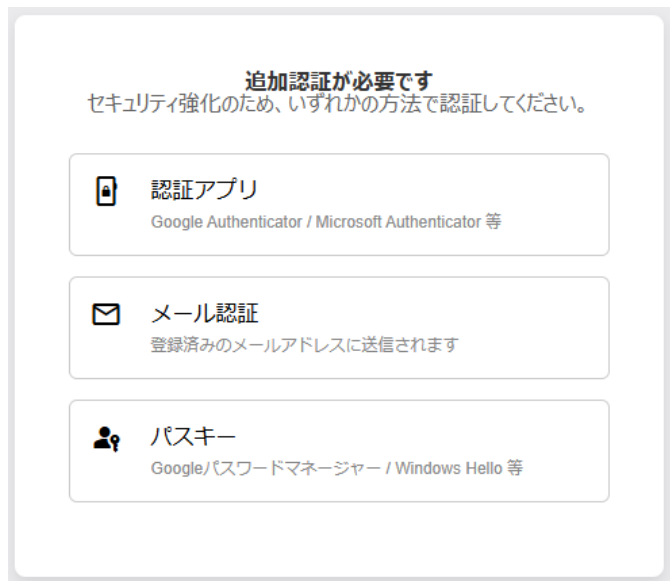 追加認証が必要です
セキュリティ強化のため、いずれかの方法で認証してください。
認証アプリ
Google Authenticator / Microsoft Authenticator 等
メール認証
登録済みのメールアドレスに送信されます
パスキー
Googleパスワードマネージャー / Windows Hello 等